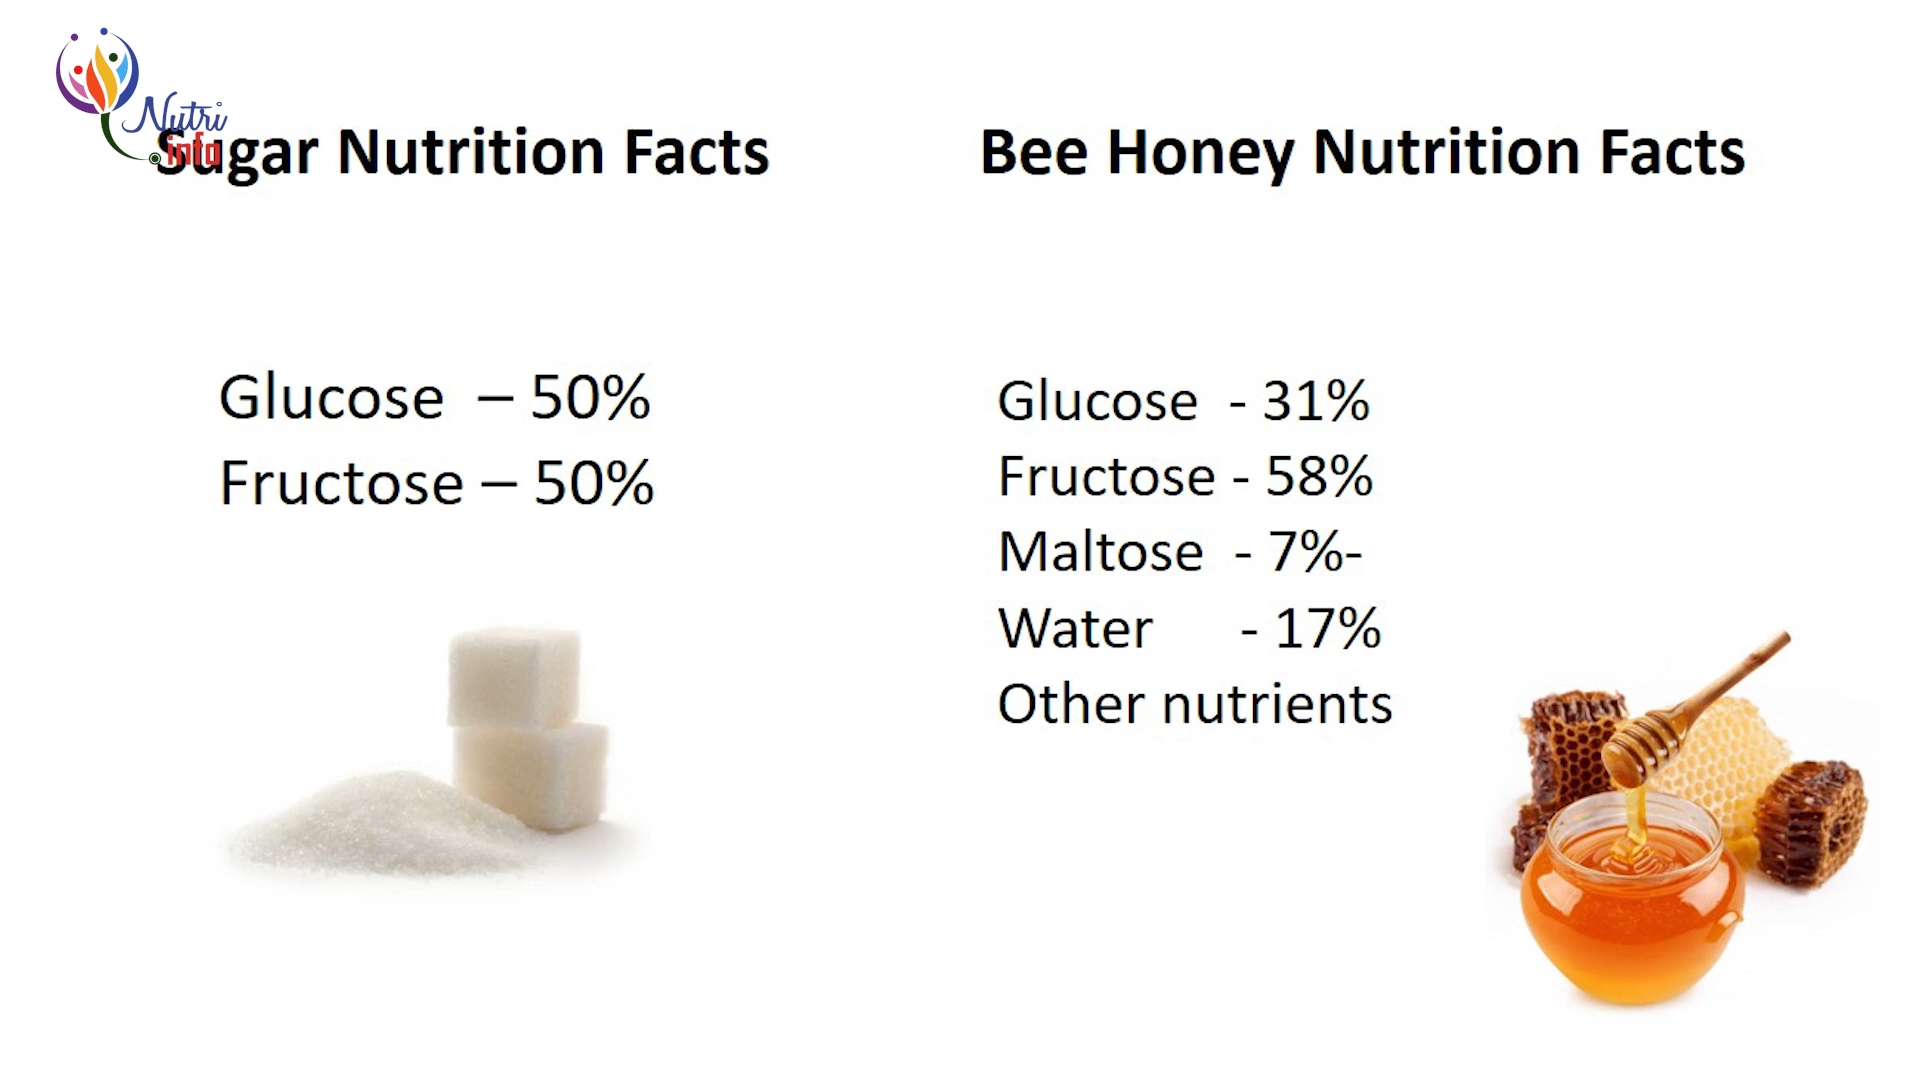 Nutri
info
Sugar Nutrition Facts
Glucose – 50%
Fructose – 50%
Bee Honey Nutrition Facts
Glucose - 31%
Fructose - 58%
Maltose - 7%-
Water - 17%
Other nutrients